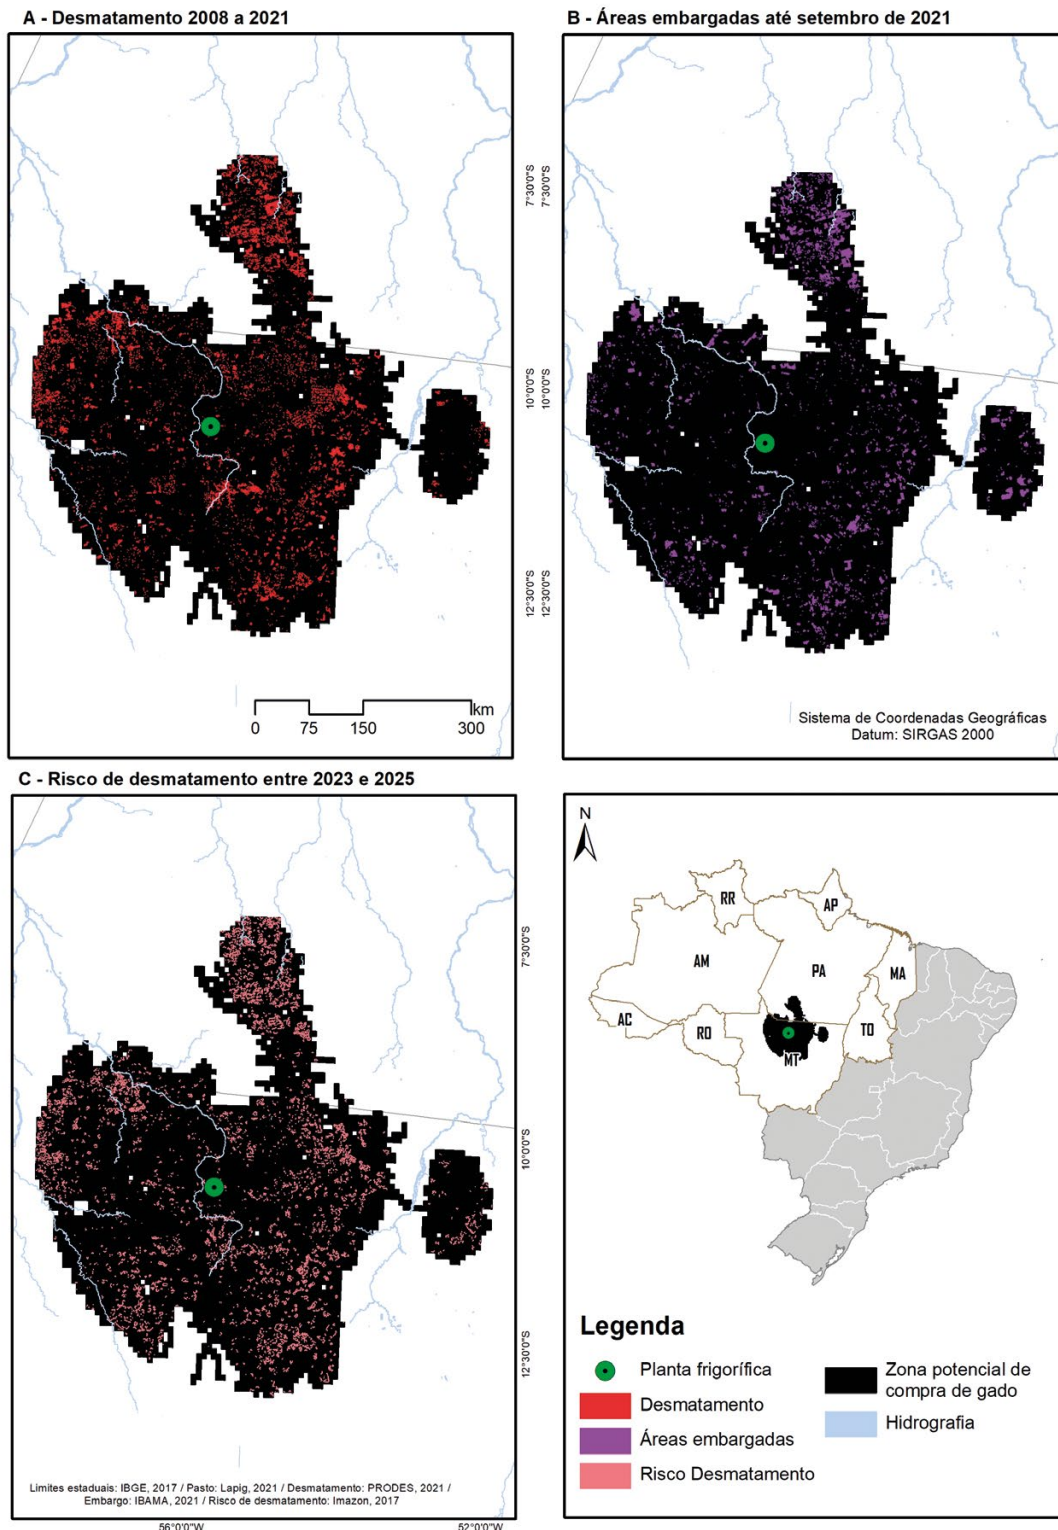 A - Desmatamento 2008 a 2021
B - Áreas embargadas até setembro de 2021
7°30'0"S
7°30'0"S
10°0'0"S
10°0'0"S
12°30'0"S
12°30'0"S
km
0 75 150 300
Sistema de Coordenadas Geográficas
Datum: SIRGAS 2000
C - Risco de desmatamento entre 2023 e 2025
7°30'0"S
10°0'0"S
12°30'0"S
Limites estaduais: IBGE, 2017 / Pasto: Lapig, 2021 / Desmatamento: PRODES, 2021 /
Embargo: IBAMA, 2021 / Risco de desmatamento: Imazon, 2017
56°0'0"W
52°0'0"W
N
RR
AP
AM
PA
MA
AC
RO
TO
MT
Legenda
Planta frigorífica
Desmatamento
Áreas embargadas
Risco Desmatamento
Zona potencial de
compra de gado
Hidrografia